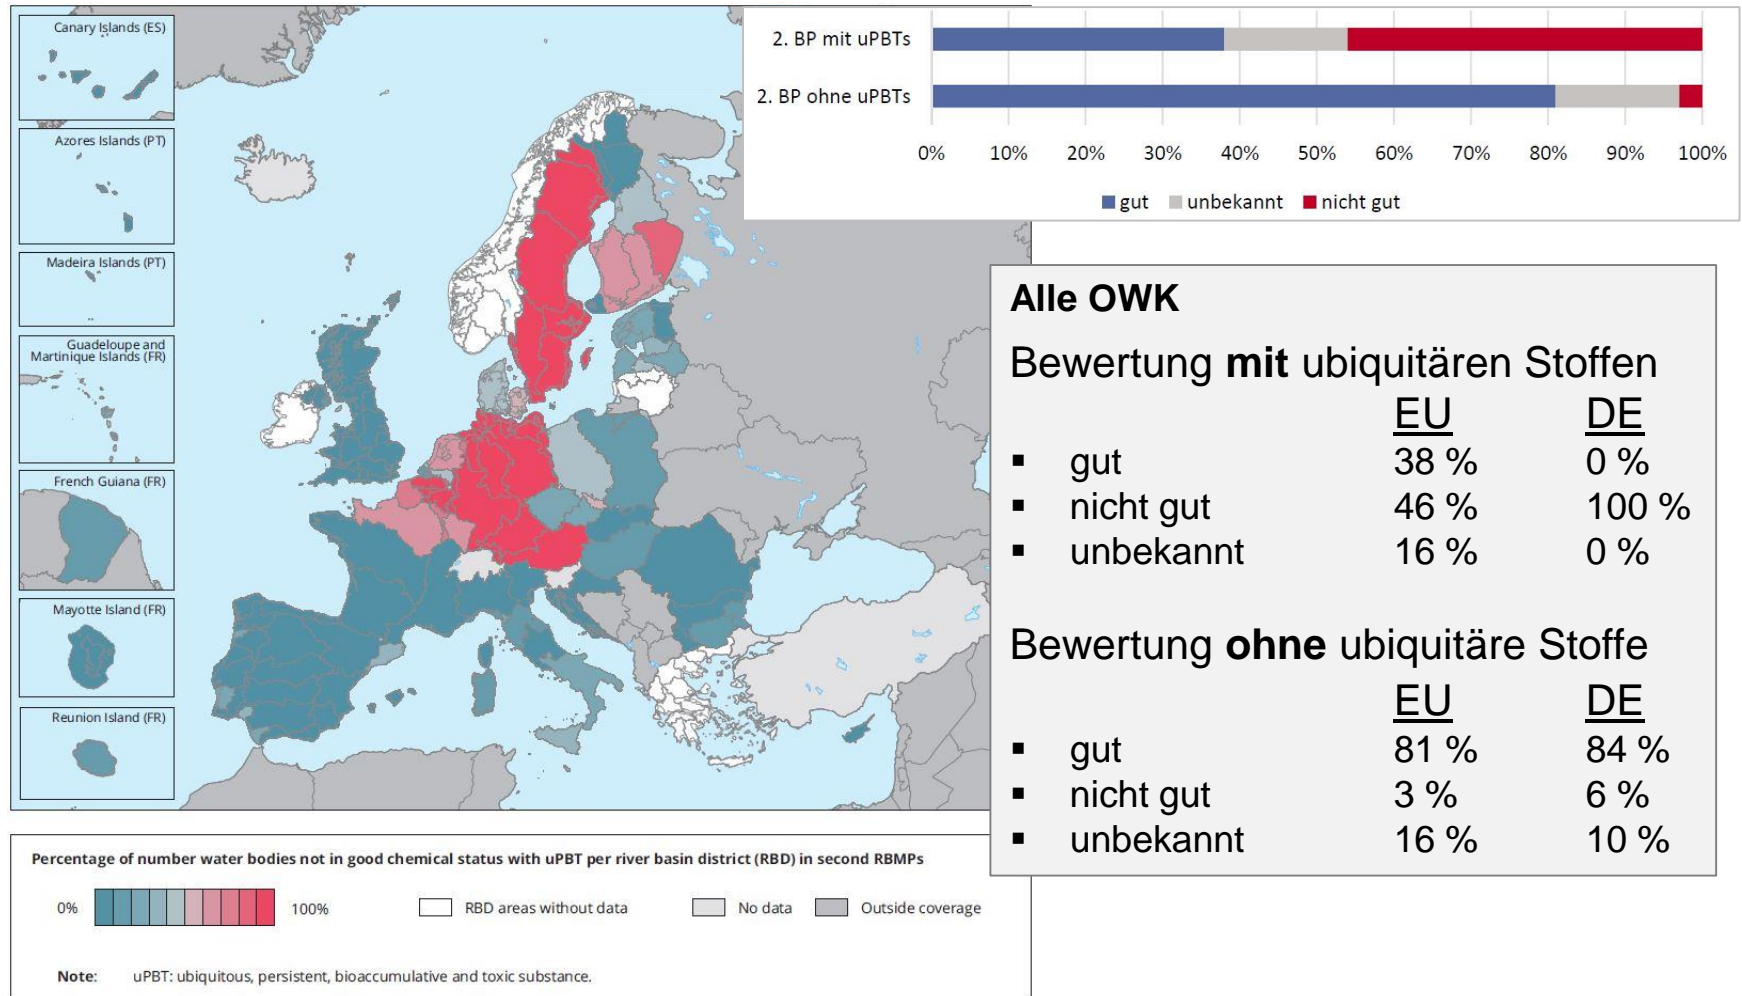 Canary Islands (ES)
Azores Islands (PT)
Madeira Islands (PT)
Guadeloupe and
Martinique Islands (FR)
French Guiana (FR)
Mayotte Island (FR)
Reunion Island (FR)
2. BP mit uPBTs
2. BP ohne uPBTs
0% 10% 20% 30% 40% 50% 60% 70% 80% 90% 100%
gut unbekannt nicht gut
Alle OWK
Bewertung mit ubiquitären Stoffen
EU DE
▪ gut 38 % 0 %
▪ nicht gut 46 % 100 %
▪ unbekannt 16 % 0 %
Bewertung ohne ubiquitäre Stoffe
EU DE
▪ gut 81 % 84 %
▪ nicht gut 3 % 6 %
▪ unbekannt 16 % 10 %
Percentage of number water bodies not in good chemical status with uPBT per river basin district (RBD) in second RBMPs
0% 100% RBD areas without data No data Outside coverage
Note: uPBT: ubiquitous, persistent, bioaccumulative and toxic substance.